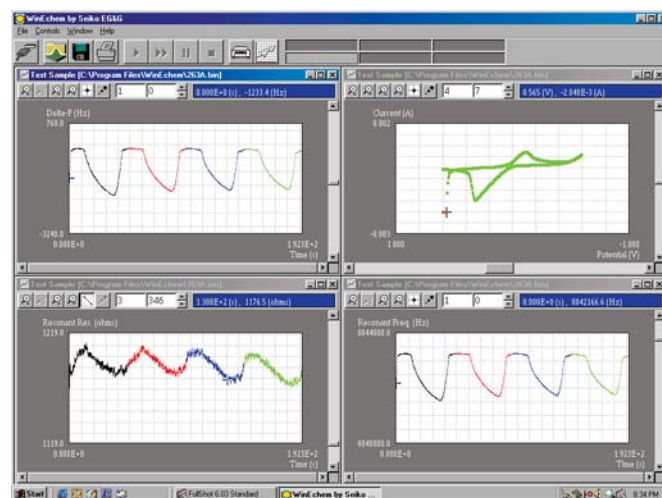 WinEchem by Seiko EG&G
File Controls Window Help
Test Sample [C:\Program Files\WinEchem\263A.bin]
1 0 0.000E+0 (s) , -1233.4 (Hz)
Delta-F (Hz)
760.0
-3240.0
0.000E+0 1.923E+2
Time (s)
Test Sample [C:\Program Files\WinEchem\263A.bin]
4 7 0.565 (V) , -2.040E-3 (A)
Current (A)
0.002
-0.003
1.000 -1.000
Potential (V)
Test Sample [C:\Program Files\WinEchem\263A.bin]
3 346 1.300E+2 (s) , 1176.5 (ohms)
Resonant Res. (ohms)
1219.0
1119.0
0.000E+0 1.923E+2
Time (s)
Test Sample [C:\Program Files\WinEchem\263A.bin]
1 0 0.000E+0 (s) , 8842166.6 (Hz)
Resonant Freq. (Hz)
8844000.0
8840000.0
0.000E+0 1.923E+2
Time (s)
Start FullShot 6.03 Standard WinEchem by Seiko ... 8:34 PM